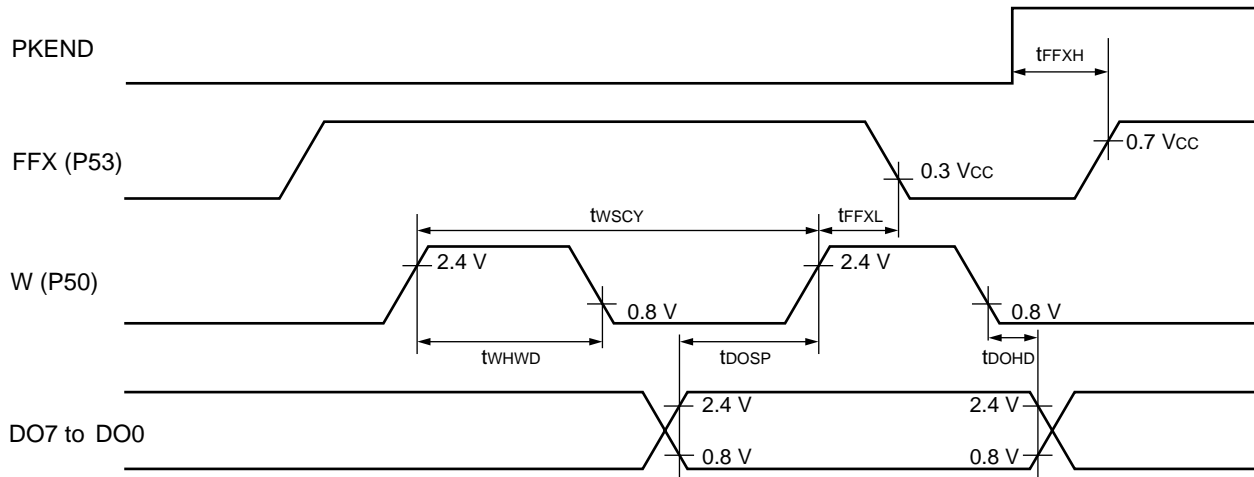 PKEND
tFFXH
FFX (P53)
0.7 VCC
0.3 VCC
tWSCY
tFFXL
W (P50)
2.4 V
2.4 V
0.8 V
0.8 V
tWHWD
tDOSP
tDOHD
2.4 V
2.4 V
DO7 to DO0
0.8 V
0.8 V